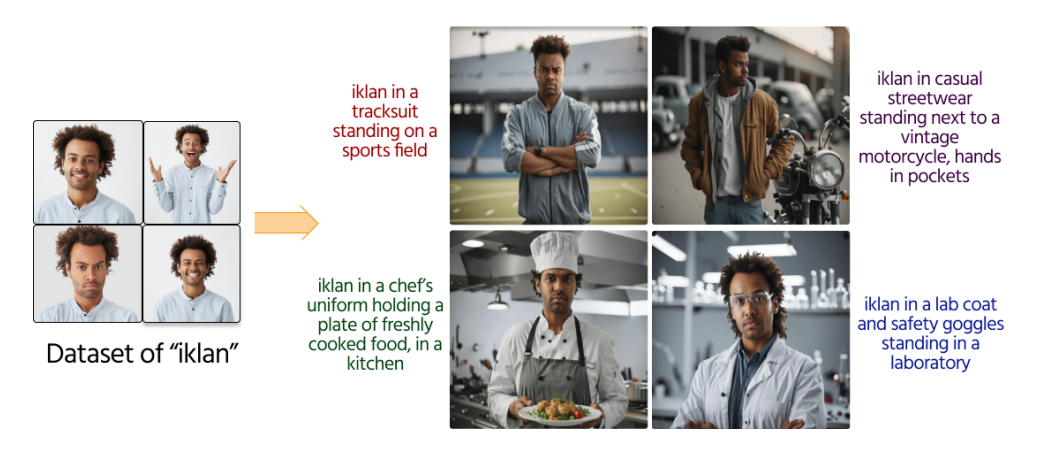 Dataset of “iklan”
iklan in a
tracksuit
standing on a
sports field
iklan in casual
streetwear
standing next to a
vintage
motorcycle, hands
in pockets
iklan in a chef’s
uniform holding a
plate of freshly
cooked food, in a
kitchen
iklan in a lab coat
and safety goggles
standing in a
laboratory